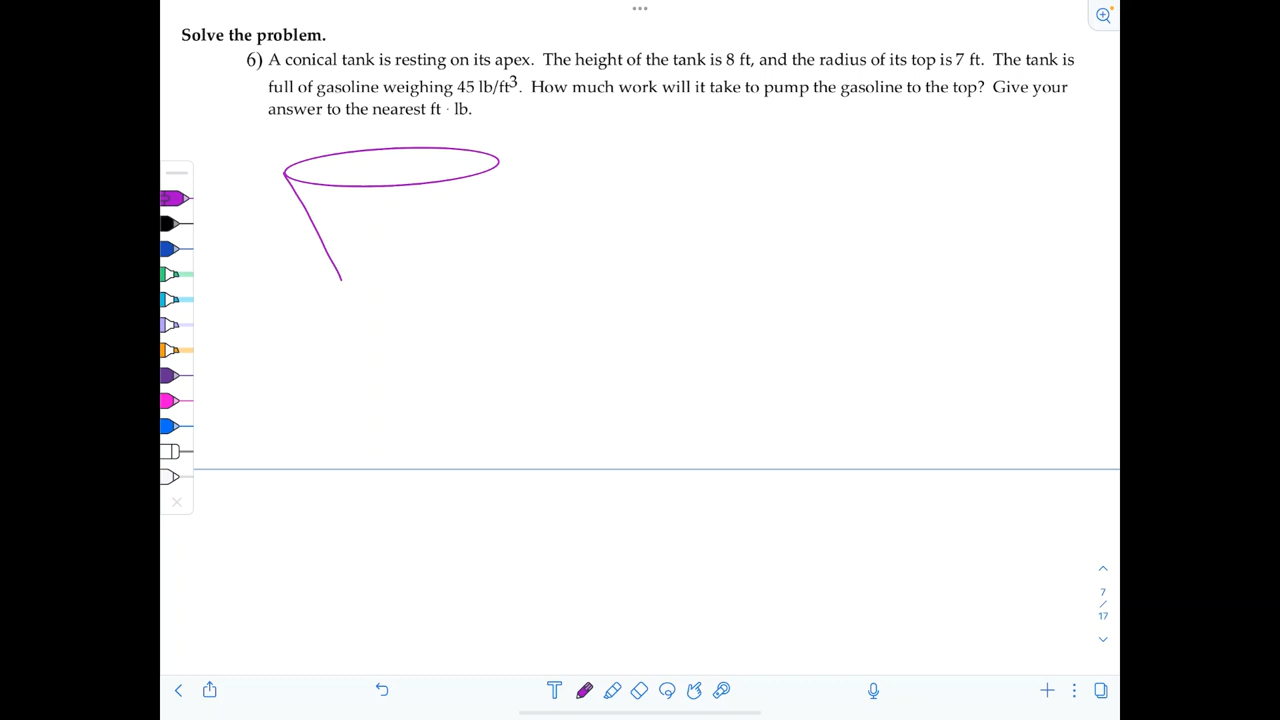 Solve the problem.
6) A conical tank is resting on its apex. The height of the tank is 8 ft, and the radius of its top is 7 ft. The tank is
full of gasoline weighing 45 lb/ft³. How much work will it take to pump the gasoline to the top? Give your
answer to the nearest ft · lb.
7
/
17
T